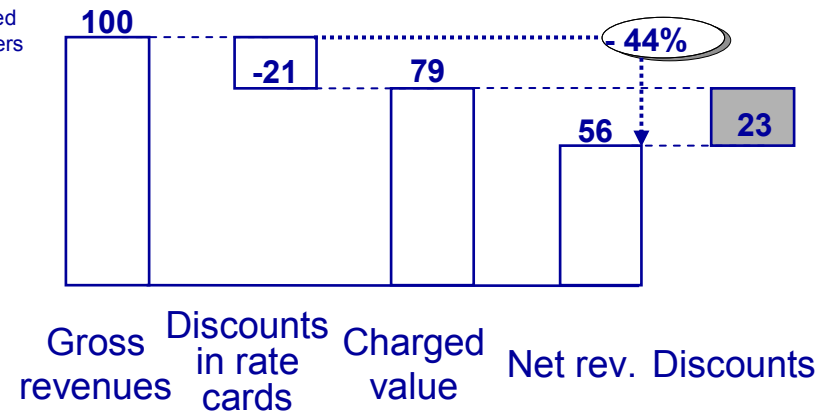 100
-21
79
- 44%
56
23
Gross
revenues
Discounts
in rate
cards
Charged
value
Net rev.
Discounts